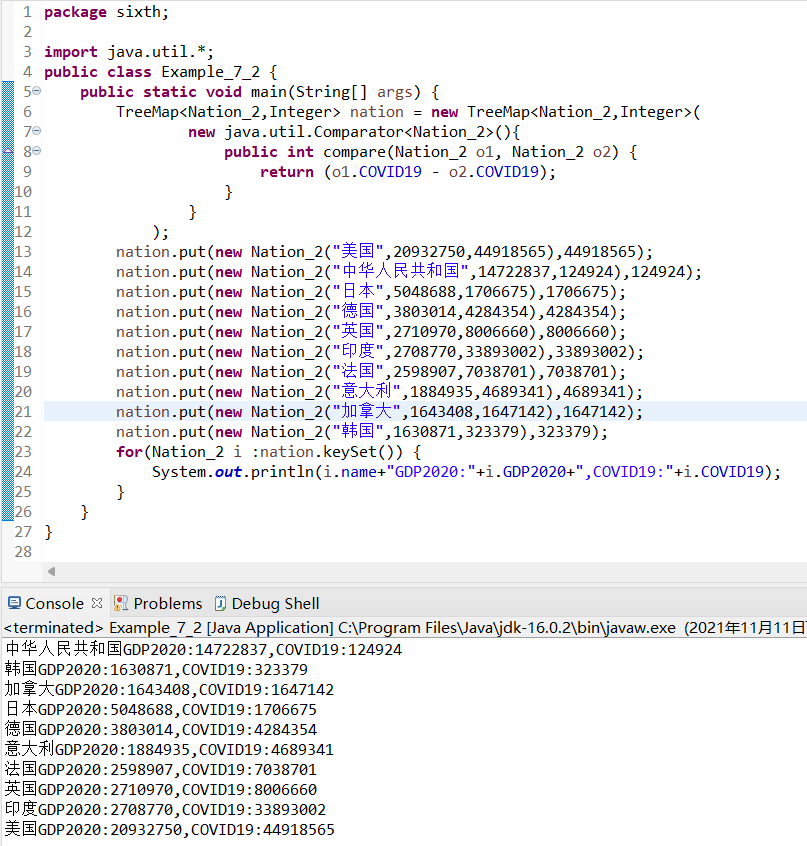 1 package sixth;
2
3 import java.util.*;
4 public class Example_7_2 {
5 public static void main(String[] args) {
6 TreeMap<Nation_2,Integer> nation = new TreeMap<Nation_2,Integer>(
7 new java.util.Comparator<Nation_2>(){
8 public int compare(Nation_2 o1, Nation_2 o2) {
9 return (o1.COVID19 - o2.COVID19);
10 }
11 }
12 );
13 nation.put(new Nation_2("美国",20932750,44918565),44918565);
14 nation.put(new Nation_2("中华人民共和国",14722837,124924),124924);
15 nation.put(new Nation_2("日本",5048688,1706675),1706675);
16 nation.put(new Nation_2("德国",3803014,4284354),4284354);
17 nation.put(new Nation_2("英国",2710970,8006660),8006660);
18 nation.put(new Nation_2("印度",2708770,33893002),33893002);
19 nation.put(new Nation_2("法国",2598907,7038701),7038701);
20 nation.put(new Nation_2("意大利",1884935,4689341),4689341);
21 nation.put(new Nation_2("加拿大",1643408,1647142),1647142);
22 nation.put(new Nation_2("韩国",1630871,323379),323379);
23 for(Nation_2 i :nation.keySet()) {
24 System.out.println(i.name+"GDP2020:"+i.GDP2020+",COVID19:"+i.COVID19);
25 }
26 }
27 }
28
Console Problems Debug Shell
<terminated> Example_7_2 [Java Application] C:\Program Files\Java\jdk-16.0.2\bin\javaw.exe (2021年11月11日
中华人民共和国GDP2020:14722837,COVID19:124924
韩国GDP2020:1630871,COVID19:323379
加拿大GDP2020:1643408,COVID19:1647142
日本GDP2020:5048688,COVID19:1706675
德国GDP2020:3803014,COVID19:4284354
意大利GDP2020:1884935,COVID19:4689341
法国GDP2020:2598907,COVID19:7038701
英国GDP2020:2710970,COVID19:8006660
印度GDP2020:2708770,COVID19:33893002
美国GDP2020:20932750,COVID19:44918565